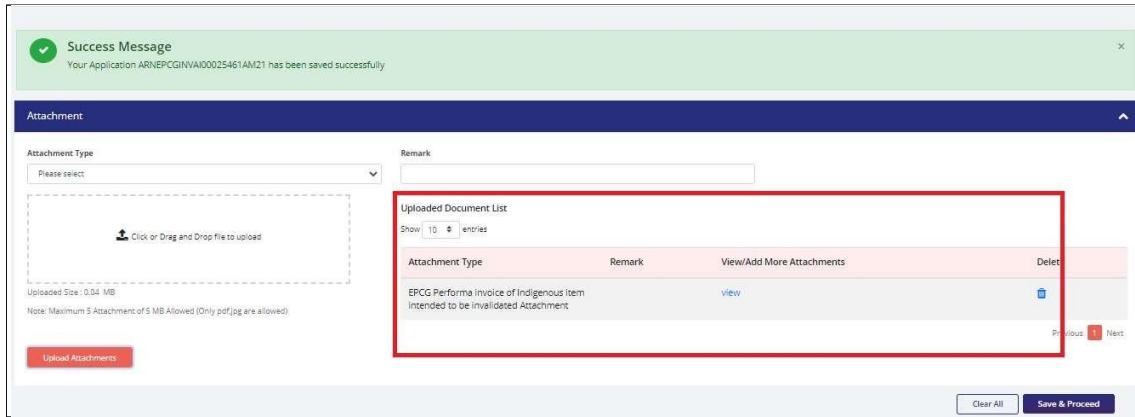 Success Message
Your Application ARNEPCGINVAI00025461AM21 has been saved successfully
×
Attachment
Attachment Type
Please select
Remark
Click or Drag and Drop file to upload
Uploaded Size : 0.04 MB
Note: Maximum 5 Attachment of 5 MB Allowed (Only pdf,jpg are allowed)
Upload Attachments
Uploaded Document List
Show 10 entries
Attachment Type Remark View/Add More Attachments Delet
EPCG Performa invoice of Indigenous item view
intended to be invalidated Attachment
Previous 1 Next
Clear All Save & Proceed